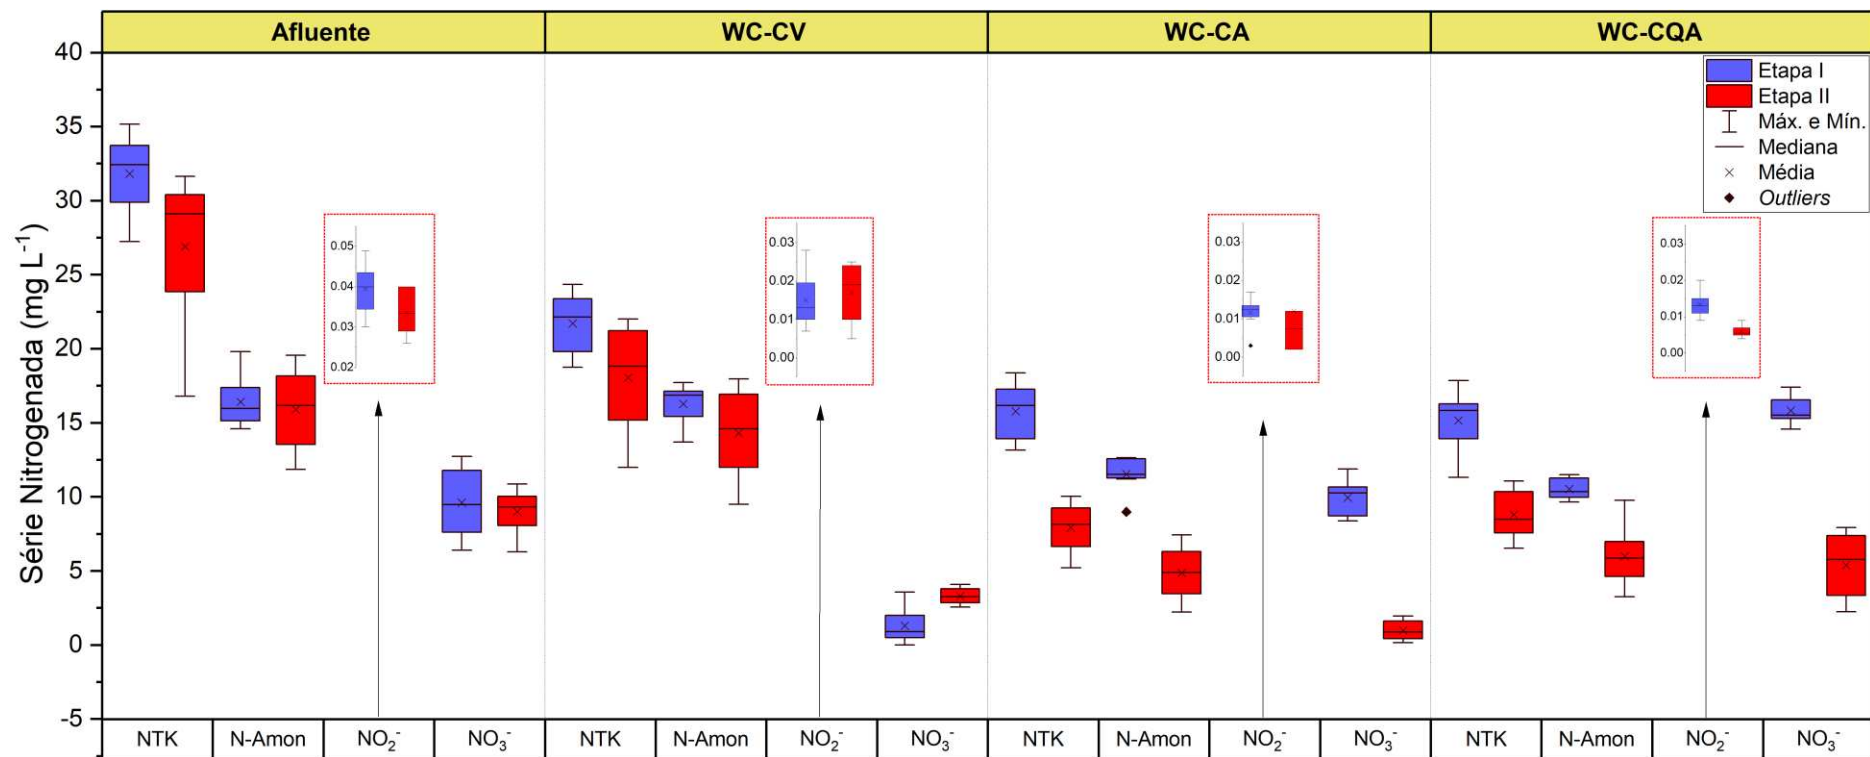 Afluente WC-CV WC-CA WC-CQA
Série Nitrogenada (mg L⁻¹)
40
35
30
25
20
15
10
5
0
-5
Etapa I
Etapa II
Máx. e Mín.
Mediana
Média
Outliers
0.05
0.04
0.03
0.02
0.03
0.02
0.01
0.00
0.03
0.02
0.01
0.00
0.03
0.02
0.01
0.00
NTK N-Amon NO₂⁻ NO₃⁻ NTK N-Amon NO₂⁻ NO₃⁻ NTK N-Amon NO₂⁻ NO₃⁻ NTK N-Amon NO₂⁻ NO₃⁻